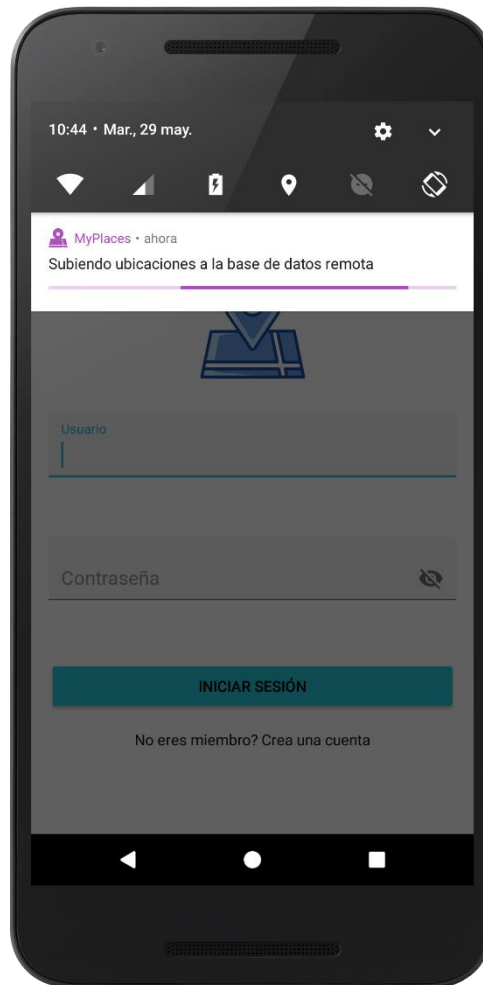 10:44 • Mar., 29 may.
MyPlaces • ahora
Subiendo ubicaciones a la base de datos remota
Usuario
Contraseña
INICIAR SESIÓN
No eres miembro? Crea una cuenta